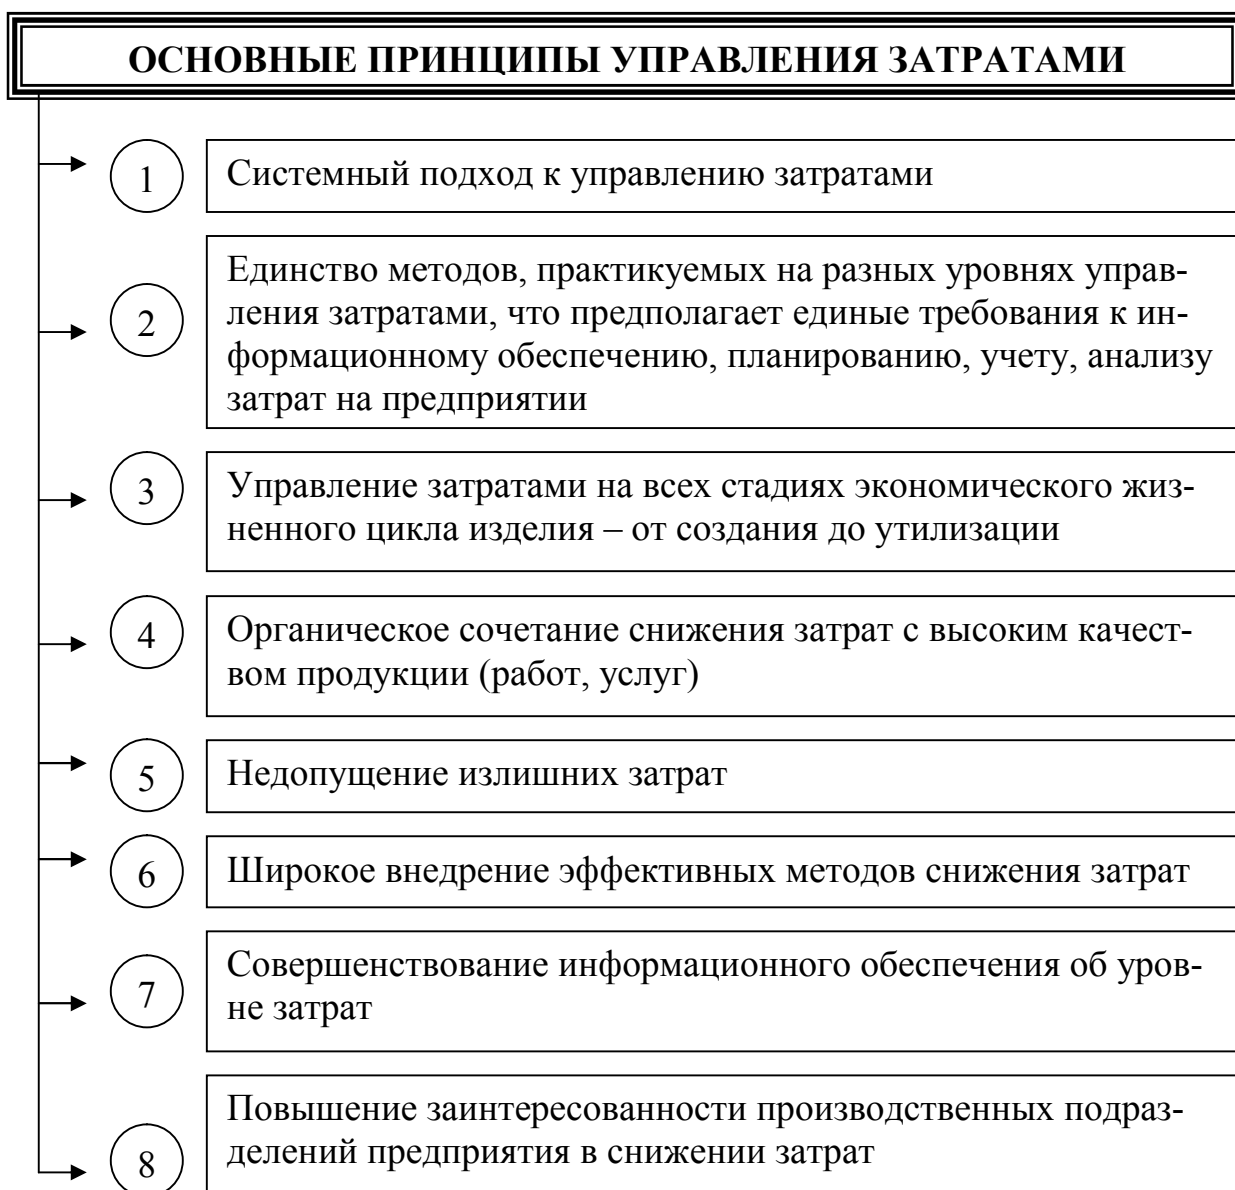 ОСНОВНЫЕ ПРИНЦИПЫ УПРАВЛЕНИЯ ЗАТРАТАМИ
1 Системный подход к управлению затратами
Единство методов, практикуемых на разных уровнях управ-
2 ления затратами, что предполагает единые требования к ин-
формационному обеспечению, планированию, учету, анализу
затрат на предприятии
3 Управление затратами на всех стадиях экономического жиз-
ненного цикла изделия – от создания до утилизации
4 Органическое сочетание снижения затрат с высоким качест-
вом продукции (работ, услуг)
5 Недопущение излишних затрат
6 Широкое внедрение эффективных методов снижения затрат
7 Совершенствование информационного обеспечения об уров-
не затрат
Повышение заинтересованности производственных подраз-
8 делений предприятия в снижении затрат